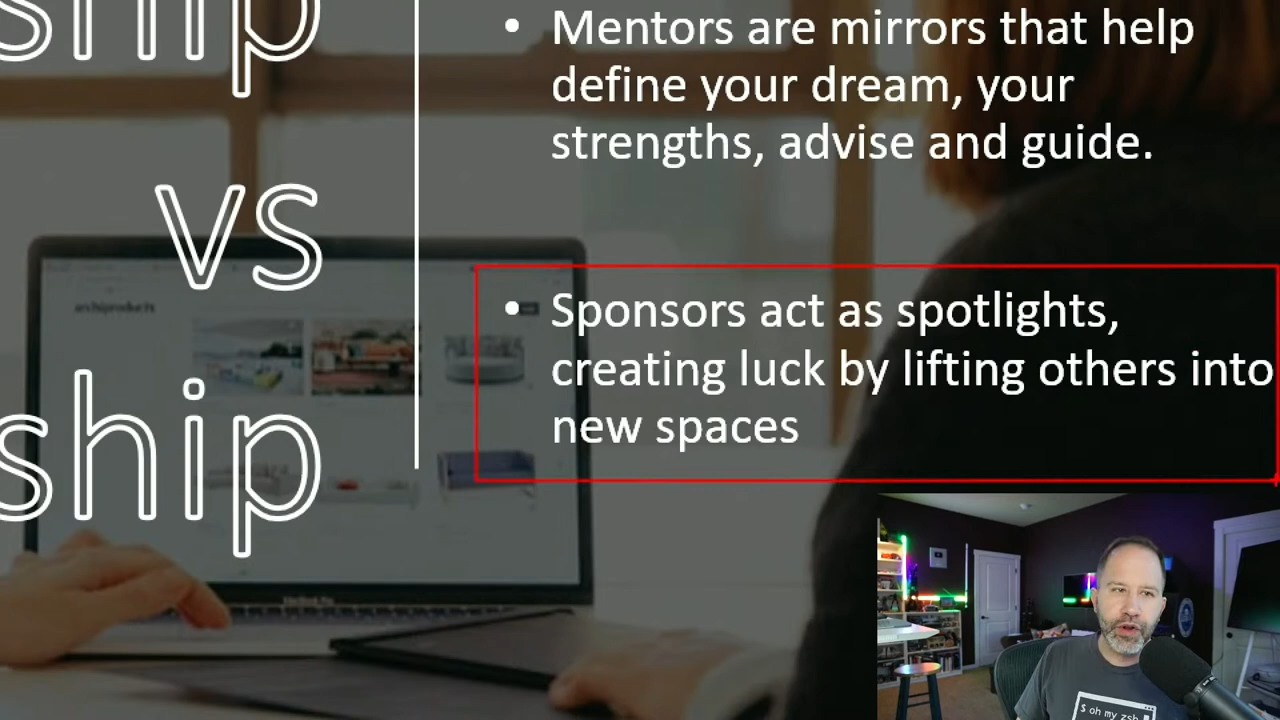 ship
vs
ship
• Mentors are mirrors that help
define your dream, your
strengths, advise and guide.
• Sponsors act as spotlights,
creating luck by lifting others into
new spaces
archiproducts
$ oh my zsh